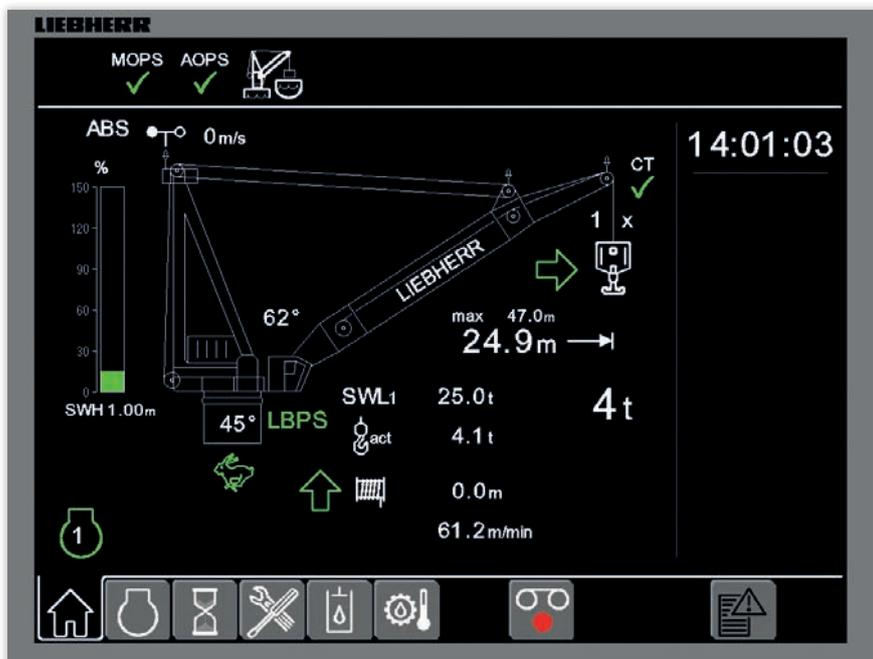 LIEBHERR
MOPS AOPS
ABS 0 m/s
14:01:03
%
CT
150
120
90
60
30
0
1 x
LIEBHERR
62°
max 47.0m
24.9m
SWH 1.00m
45° LBPS
SWL1 25.0t
4t
act 4.1t
0.0m
61.2m/min
1